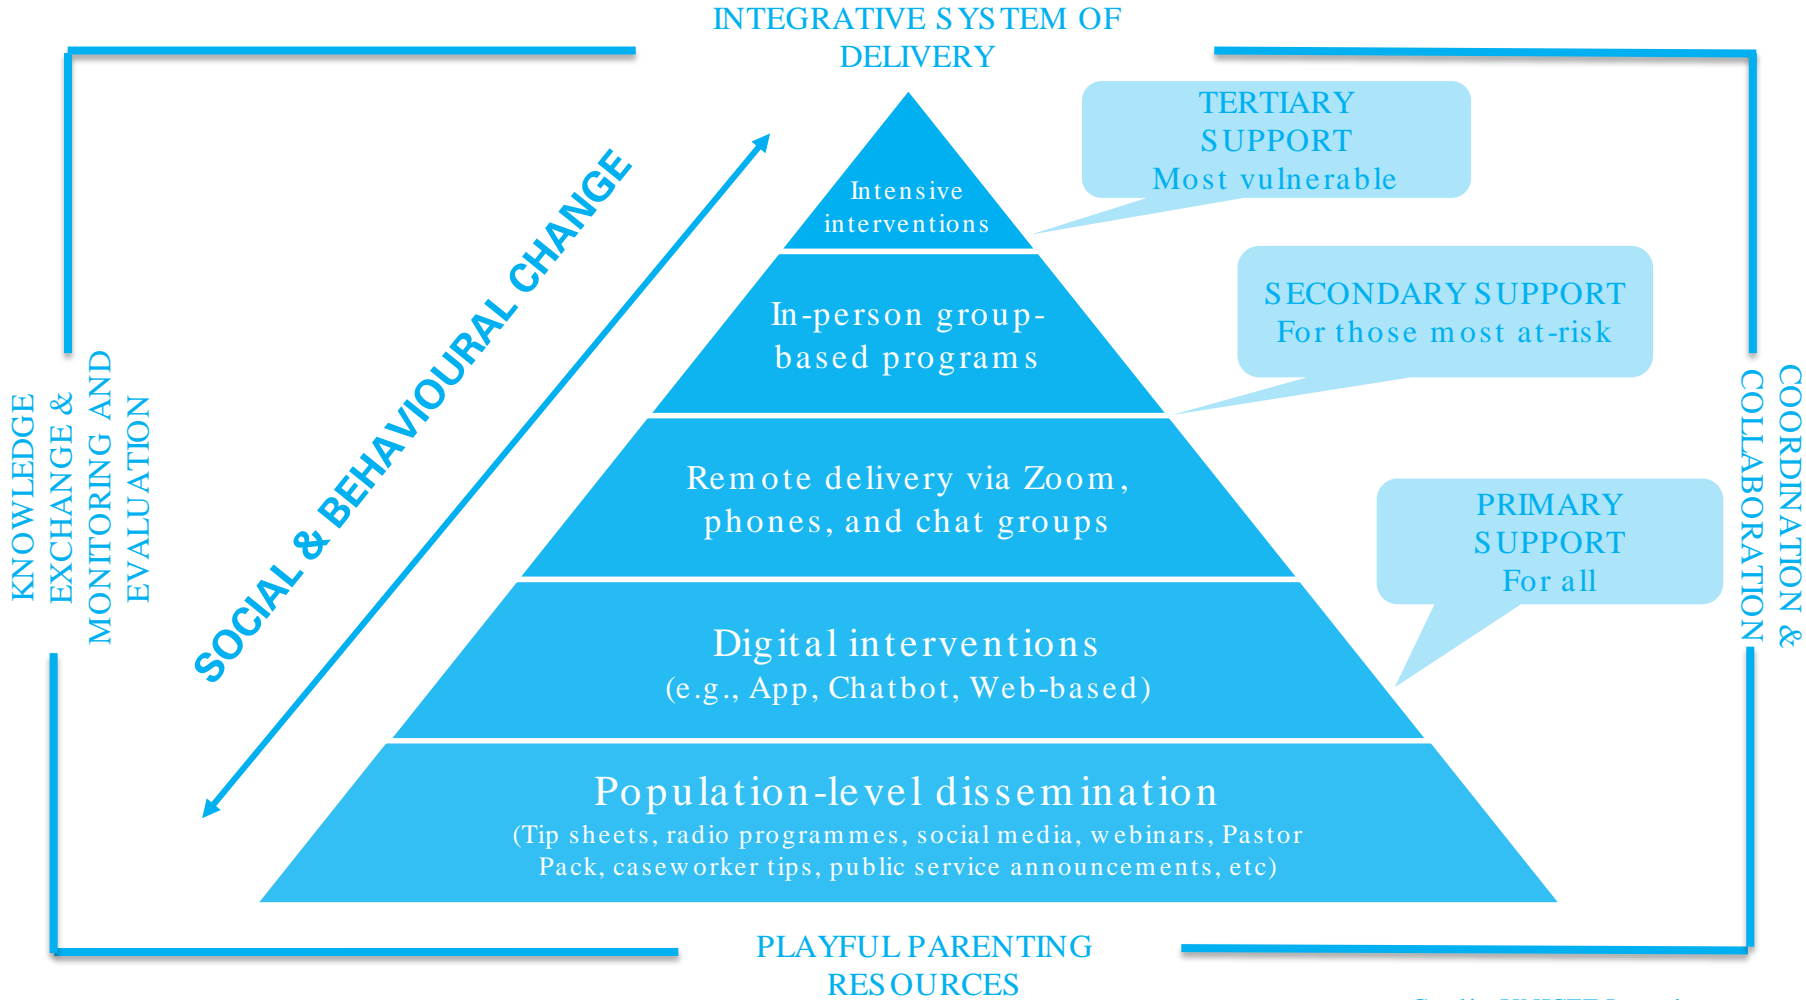 INTEGRATIVE SYSTEM OF
DELIVERY
TERTIARY
SUPPORT
Most vulnerable
Intensive
interventions
SECONDARY SUPPORT
For those most at-risk
In-person group-
based programs
SOCIAL & BEHAVIOURAL CHANGE
KNOWLEDGE
EXCHANGE &
MONITORING AND
EVALUATION
COORDINATION &
COLLABORATION
Remote delivery via Zoom,
phones, and chat groups
PRIMARY
SUPPORT
For all
Digital interventions
(e.g., App, Chatbot, Web-based)
Population-level dissemination
(Tip sheets, radio programmes, social media, webinars, Pastor
Pack, caseworker tips, public service announcements, etc)
PLAYFUL PARENTING
RESOURCES